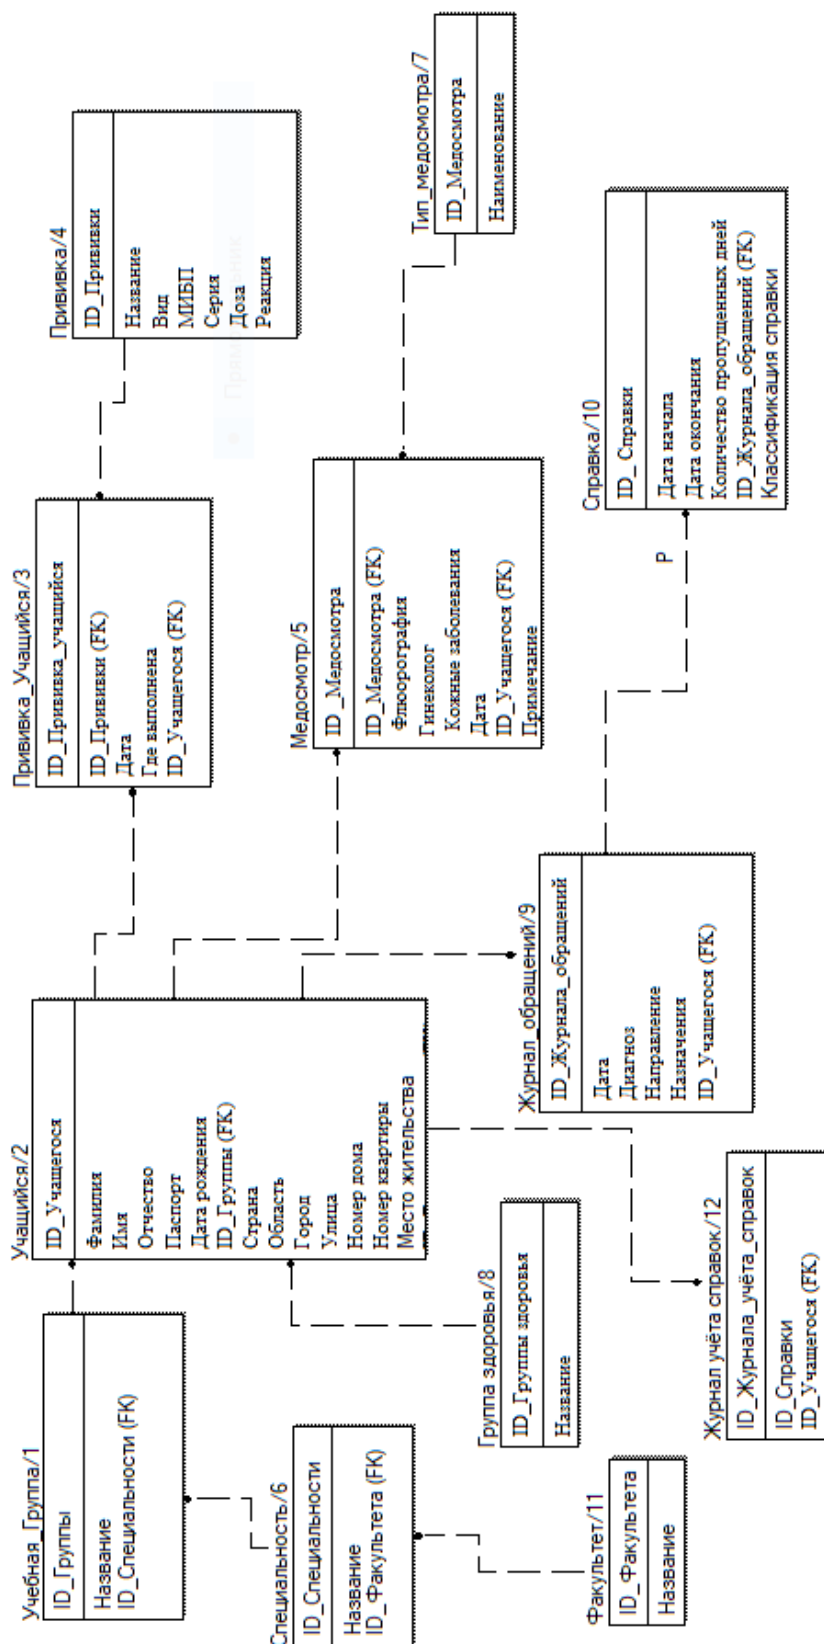 Учебная_Группа/1
ID_Группы
Название
ID_Специальности (FK)
Учащийся/2
ID_Учащегося
Фамилия
Имя
Отчество
Паспорт
Дата рождения
ID_Группы (FK)
Страна
Область
Город
Улица
Номер дома
Номер квартиры
Место жительства
Прививка_Учащийся/3
ID_Прививка_учащийся
ID_Прививки (FK)
Дата
Где выполнена
ID_Учащегося (FK)
Прививка/4
ID_Прививки
Название
Вид
МИБП
Серия
Доза
Реакция
Специальность/6
ID_Специальности
Название
ID_Факультета (FK)
Группа здоровья/8
ID_Группы здоровья
Название
Медосмотр/5
ID _Медосмотра
ID_Медосмотра (FK)
Флюорография
Гинеколог
Кожные заболевания
Дата
ID_Учащегося (FK)
Примечание
Тип_медосмотра/7
ID_Медосмотра
Наименование
Журнал_обращений/9
ID_Журнала_обращений
Дата
Диагноз
Направление
Назначения
ID_Учащегося (FK)
P
Справка/10
ID_ Справки
Дата начала
Дата окончания
Количество пропущенных дней
ID_Журнала_обращений (FK)
Классификация справки
Факультет/11
ID_Факультета
Название
Журнал учёта справок/12
ID_Журнала_учёта_справок
ID_Справки
ID_Учащегося (FK)